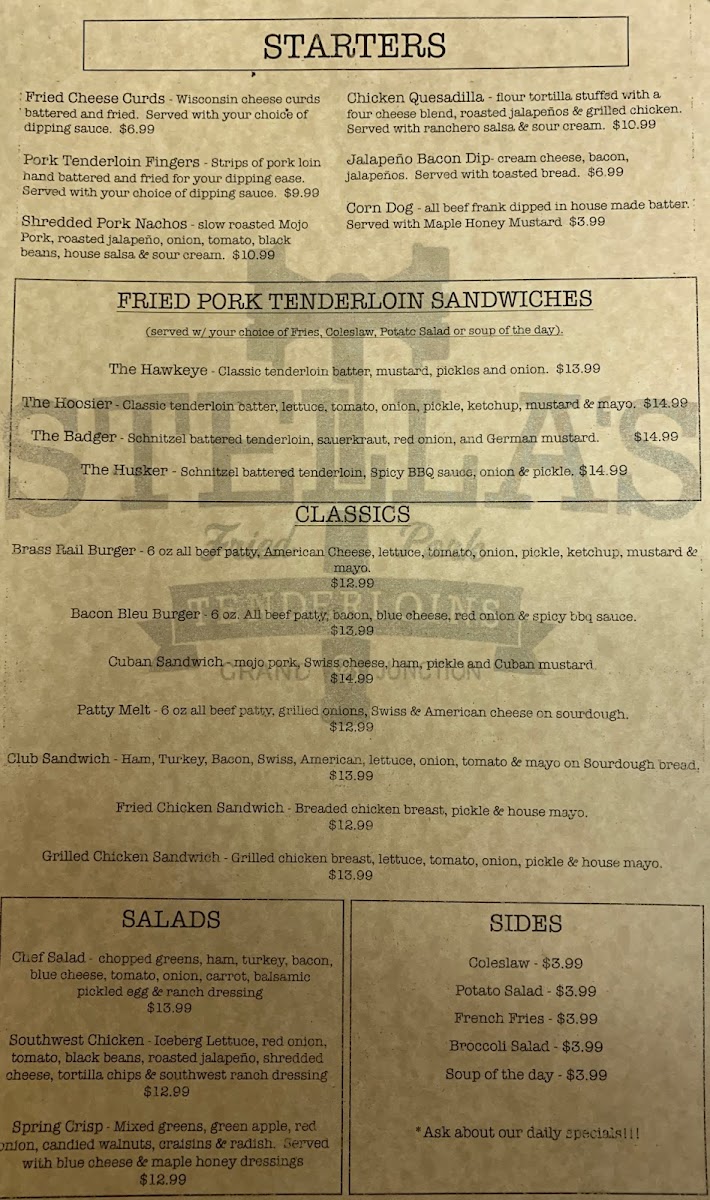 STARTERS
Fried Cheese Curds - Wisconsin cheese curds
battered and fried. Served with your choice of
dipping sauce. $6.99
Pork Tenderloin Fingers - Strips of pork loin
hand battered and fried for your dipping ease.
Served with your choice of dipping sauce. $9.99
Shredded Pork Nachos - slow roasted Mojo
Pork, roasted jalapeño, onion, tomato, black
beans, house salsa & sour cream. $10.99
Chicken Quesadilla - flour tortilla stuffed with a
four cheese blend, roasted jalapeños & grilled chicken.
Served with ranchero salsa & sour cream. $10.99
Jalapeño Bacon Dip- cream cheese, bacon,
jalapeños. Served with toasted bread. $6.99
Corn Dog - all beef frank dipped in house made batter.
Served with Maple Honey Mustard $3.99
FRIED PORK TENDERLOIN SANDWICHES
(served w/ your choice of Fries, Coleslaw, Potato Salad or soup of the day).
The Hawkeye - Classic tenderloin batter, mustard, pickles and onion. $13.99
The Hoosier - Classic tenderloin batter, lettuce, tomato, onion, pickle, ketchup, mustard & mayo. $14.99
The Badger - Schnitzel battered tenderloin, sauerkraut, red onion, and German mustard. $14.99
The Husker - Schnitzel battered tenderloin, Spicy BBQ sauce, onion & pickle. $14.99
STELLA'S
Fried Pork
TENDERLOINS
GRAND JUNCTION
CLASSICS
Brass Rail Burger - 6 oz all beef patty, American Cheese, lettuce, tomato, onion, pickle, ketchup, mustard &
mayo.
$12.99
Bacon Bleu Burger - 6 oz. All beef patty, bacon, blue cheese, red onion & spicy bbq sauce.
$13.99
Cuban Sandwich - mojo pork, Swiss cheese, ham, pickle and Cuban mustard
$14.99
Patty Melt - 6 oz all beef patty, grilled onions, Swiss & American cheese on sourdough.
$12.99
Club Sandwich - Ham, Turkey, Bacon, Swiss, American, lettuce, onion, tomato & mayo on Sourdough bread.
$13.99
Fried Chicken Sandwich - Breaded chicken breast, pickle & house mayo.
$12.99
Grilled Chicken Sandwich - Grilled chicken breast, lettuce, tomato, onion, pickle & house mayo.
$13.99
SALADS
Chef Salad - chopped greens, ham, turkey, bacon,
blue cheese, tomato, onion, carrot, balsamic
pickled egg & ranch dressing
$13.99
Southwest Chicken - Iceberg Lettuce, red onion,
tomato, black beans, roasted jalapeño, shredded
cheese, tortilla chips & southwest ranch dressing
$12.99
Spring Crisp - Mixed greens, green apple, red
onion, candied walnuts, craisins & radish. Served
with blue cheese & maple honey dressings
$12.99
SIDES
Coleslaw - $3.99
Potato Salad - $3.99
French Fries - $3.99
Broccoli Salad - $3.99
Soup of the day - $3.99
*Ask about our daily specials!!!